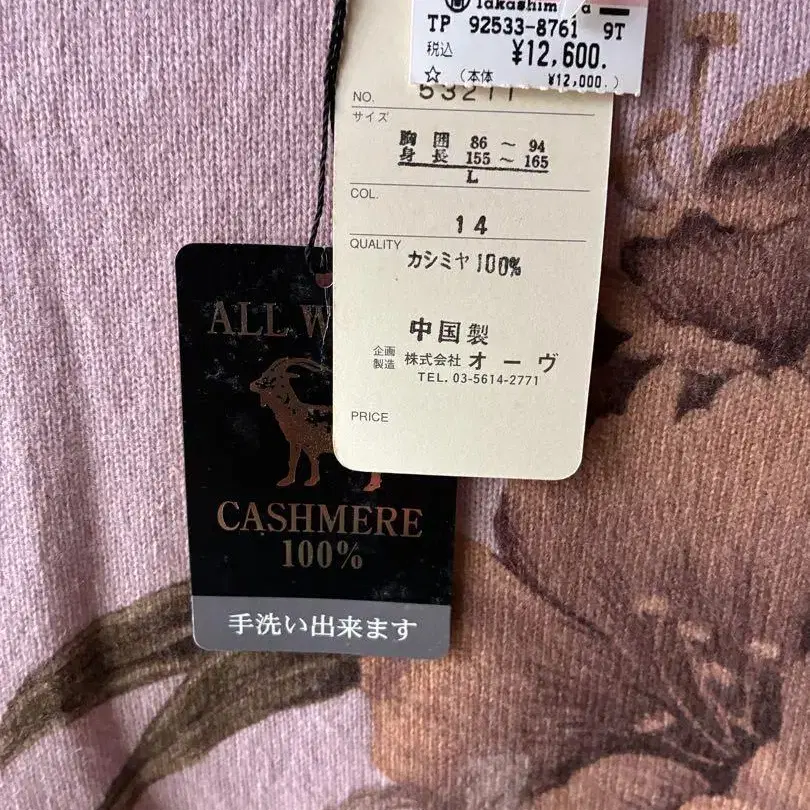 TP 92533-8761 9T
税込 ¥12,600.
☆ (本体 ¥12,000.)
NO. 53211
サイズ
胸囲 86 ~ 94
身長 155 ~ 165
L
COL.
14
QUALITY
カシミヤ 100%
中国製
企画製造 株式会社 オーヴ
TEL. 03-5614-2771
PRICE
ALL
CASHMERE
100%
手洗い出来ます